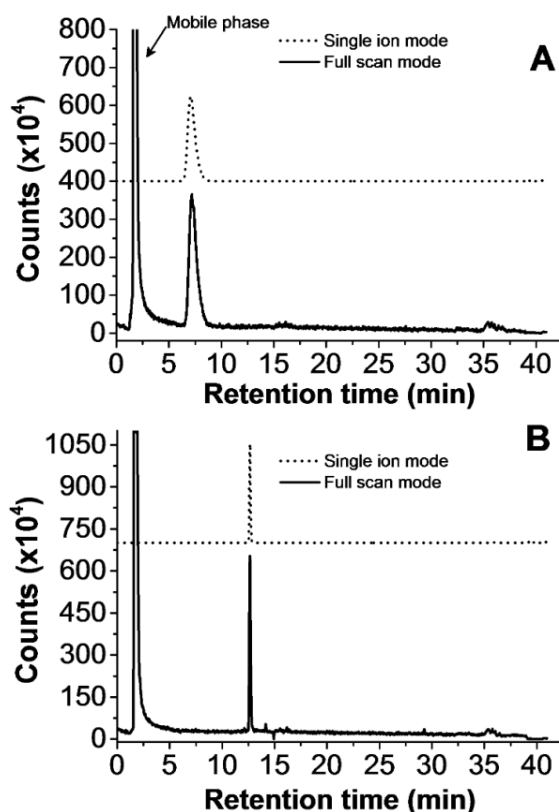 Mobile phase
A
Single ion mode
Full scan mode
800
700
600
500
400
300
200
100
0
Counts (x10⁴)
0 5 10 15 20 25 30 35 40
Retention time (min)
B
Single ion mode
Full scan mode
1050
900
750
600
450
300
150
0
Counts (x10⁴)
0 5 10 15 20 25 30 35 40
Retention time (min)